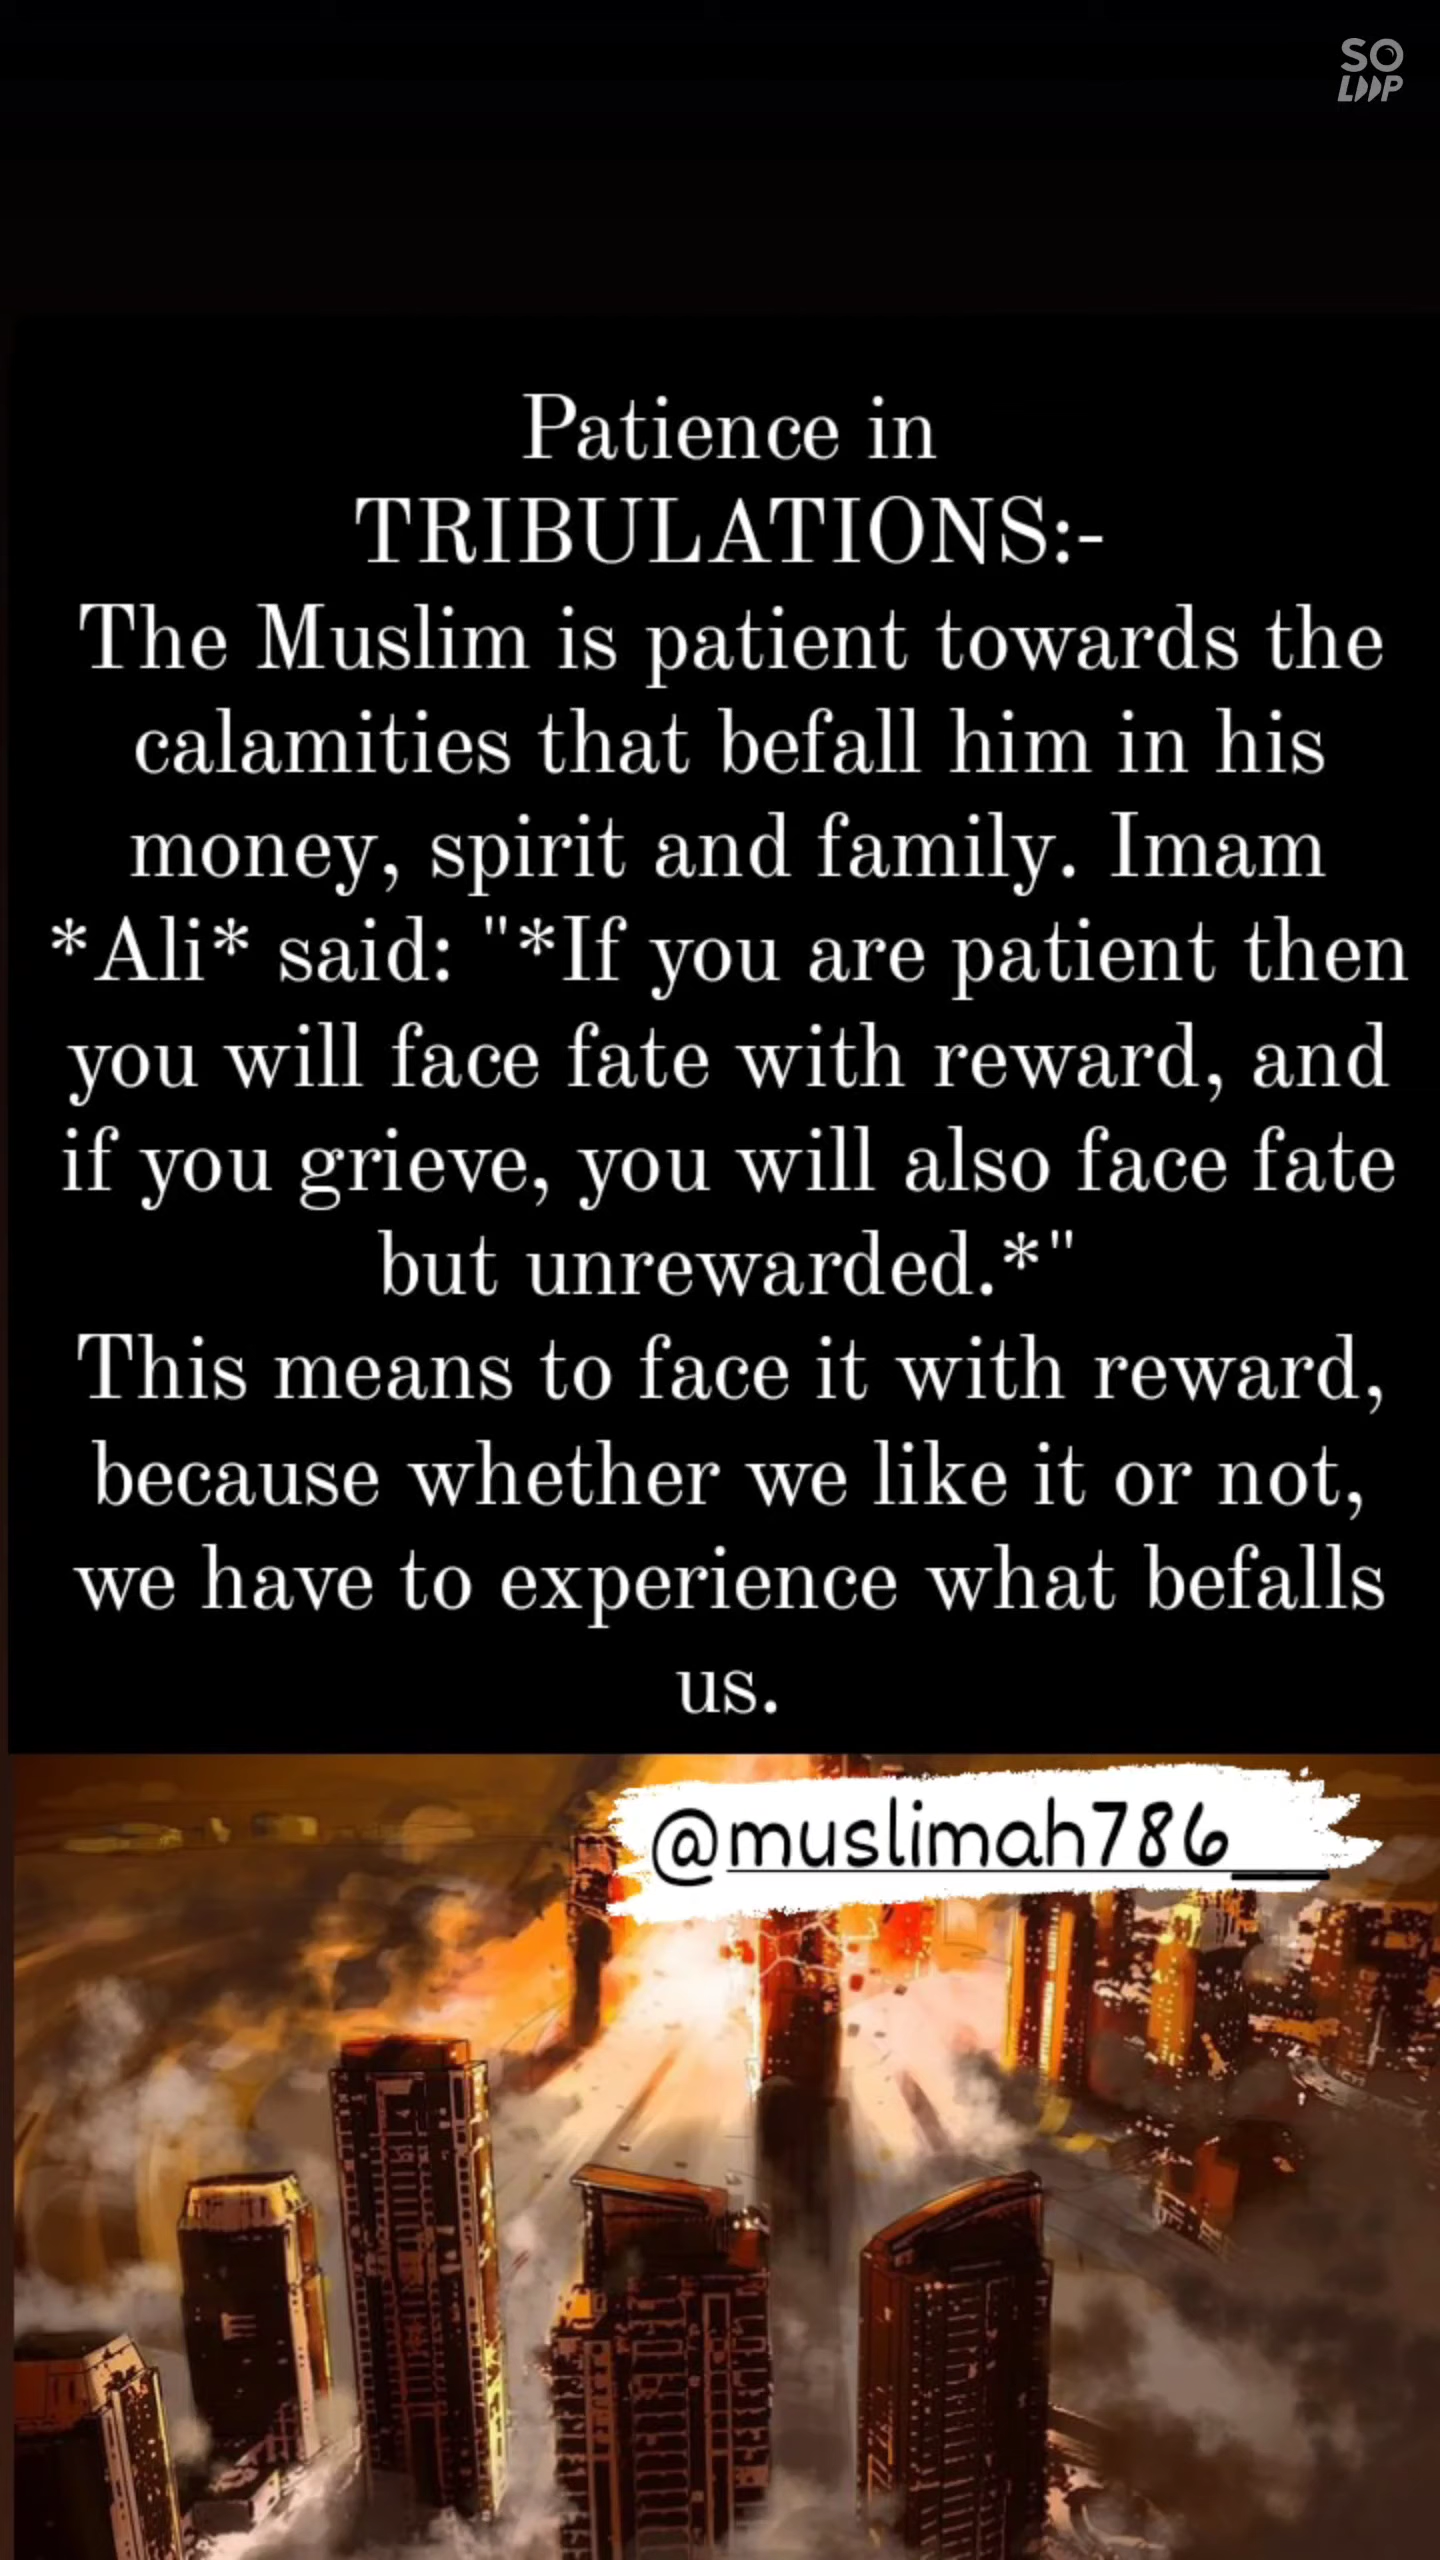 SO
LOOP
Patience in
TRIBULATIONS:-
The Muslim is patient towards the
calamities that befall him in his
money, spirit and family. Imam
*Ali* said: "*If you are patient then
you will face fate with reward, and
if you grieve, you will also face fate
but unrewarded.*"
This means to face it with reward,
because whether we like it or not,
we have to experience what befalls
us.
@muslimah786__